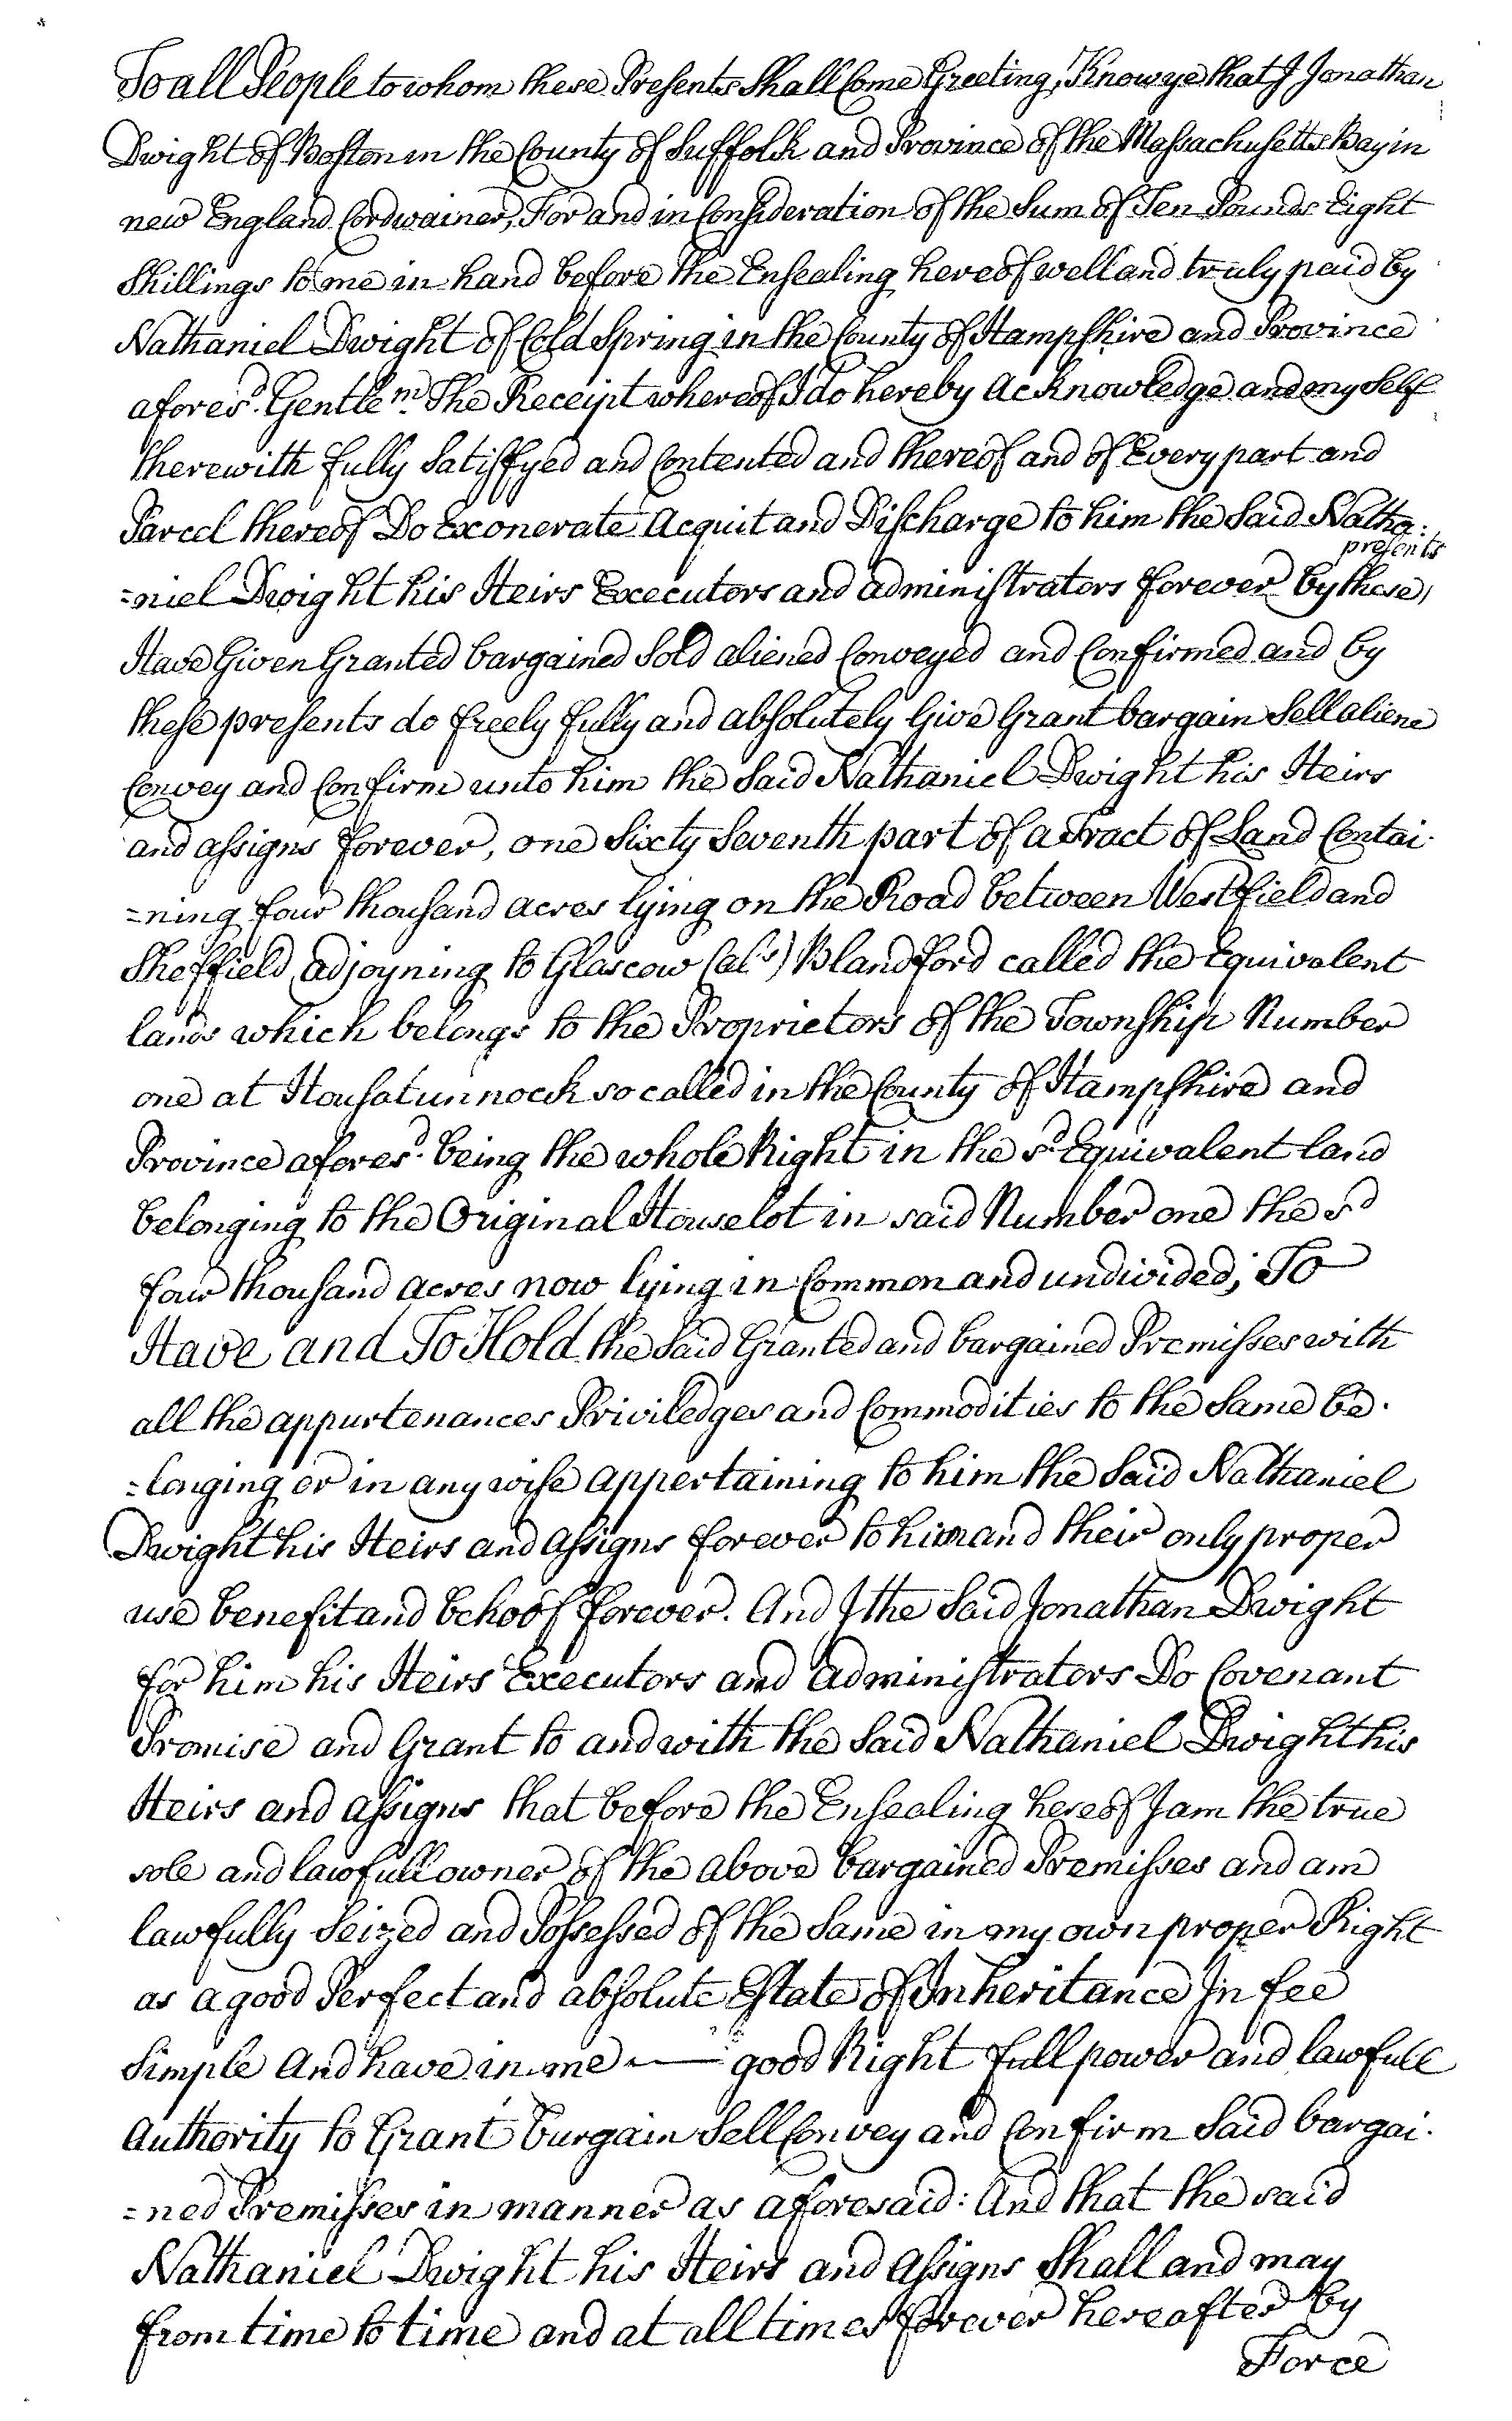 To all People to whom these Presents Shall Come Greeting, Know ye that I Jonathan
Dwight of Boston in the County of Suffolk and Province of the Massachusetts Bay in
new England Cordwainer, For and in Consideration of the Sum of Ten Pounds Eight
Shillings to me in hand before the Ensealing hereof well and truly paid by
Nathaniel Dwight of Cold Spring in the County of Hampshire and Province
afores.d Gentle.m The Receipt whereof I do hereby Acknowledge and my Self
therewith fully Satisfyed and Contented and thereof and of Every part and
Parcel thereof Do Exonerate Acquit and Discharge to him the Said Natha.
=niel Dwight his Heirs Executors and administrators forever by these presents
Have Given Granted bargained Sold aliened Conveyed and Confirmed and by
these presents do freely fully and absolutely Give Grant bargain Sell aliene
Convey and Confirm unto him the Said Nathaniel Dwight his Heirs
and assigns forever, one Sixty Seventh part of a Tract of Land Contai.
=ning four thousand acres lying on the Road between Westfield and
Sheffield adjoyning to Glascow (al.s) Blandford called the Equivalent
lands which belongs to the Proprietors of the Township Number
one at Housatunnock so called in the County of Hampshire and
Province afores.d being the whole Right in the s.d Equivalent land
belonging to the Original Houselot in said Number one the s.d
four thousand acres now lying in Common and undivided; To
Have and To Hold the Said Granted and bargained Premisses with
all the appurtenances Priviledges and Commodities to the Same be.
=longing or in any wise appertaining to him the Said Nathaniel
Dwight his Heirs and assigns forever to him and their only proper
use benefit and behoof forever. And I the Said Jonathan Dwight
for him his Heirs Executors and administrators Do Covenant
Promise and Grant to and with the Said Nathaniel Dwight his
Heirs and assigns that before the Ensealing hereof I am the true
sole and lawfull owner of the above bargained Premisses and am
lawfully Seized and Possessed of the Same in my own proper Right
as a good Perfect and absolute Estate of Inheritance In fee
Simple And have in me — good Right full power and lawfull
Authority to Grant burgain Sell Convey and Confirm Said bargai.
=ned Premisses in manner as aforesaid: And that the said
Nathaniel Dwight his Heirs and assigns Shall and may
from time to time and at all times forever hereafter by
Force